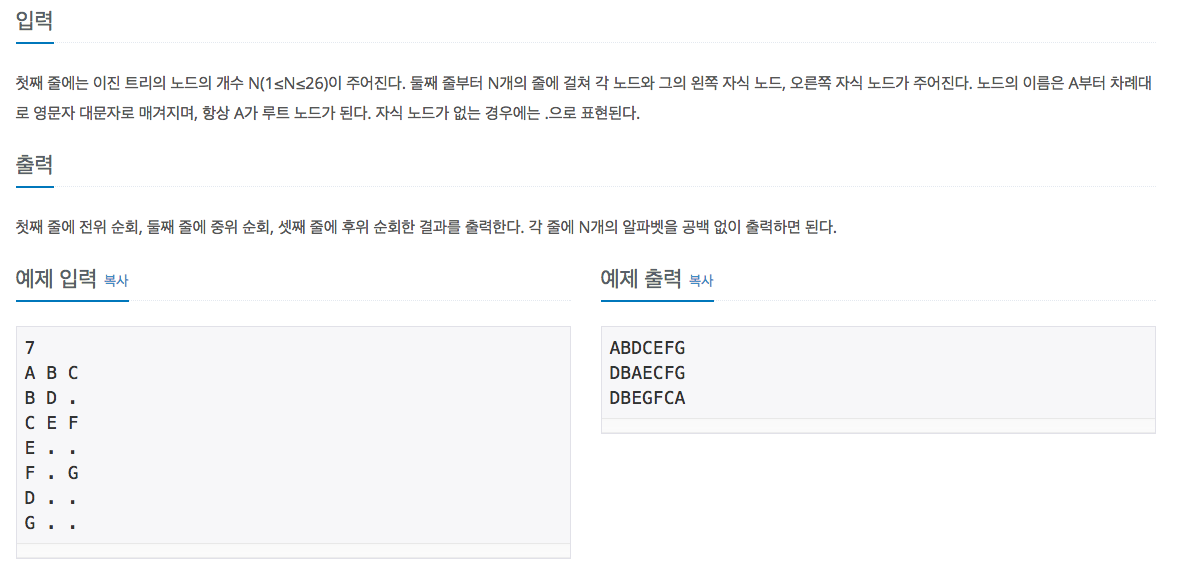 입력
첫째 줄에는 이진 트리의 노드의 개수 N(1≤N≤26)이 주어진다. 둘째 줄부터 N개의 줄에 걸쳐 각 노드와 그의 왼쪽 자식 노드, 오른쪽 자식 노드가 주어진다. 노드의 이름은 A부터 차례대
로 영문자 대문자로 매겨지며, 항상 A가 루트 노드가 된다. 자식 노드가 없는 경우에는 .으로 표현된다.
출력
첫째 줄에 전위 순회, 둘째 줄에 중위 순회, 셋째 줄에 후위 순회한 결과를 출력한다. 각 줄에 N개의 알파벳을 공백 없이 출력하면 된다.
예제 입력 복사
7
A B C
B D .
C E F
E . .
F . G
D . .
G . .
예제 출력 복사
ABDCEFG
DBAECFG
DBEGFCA